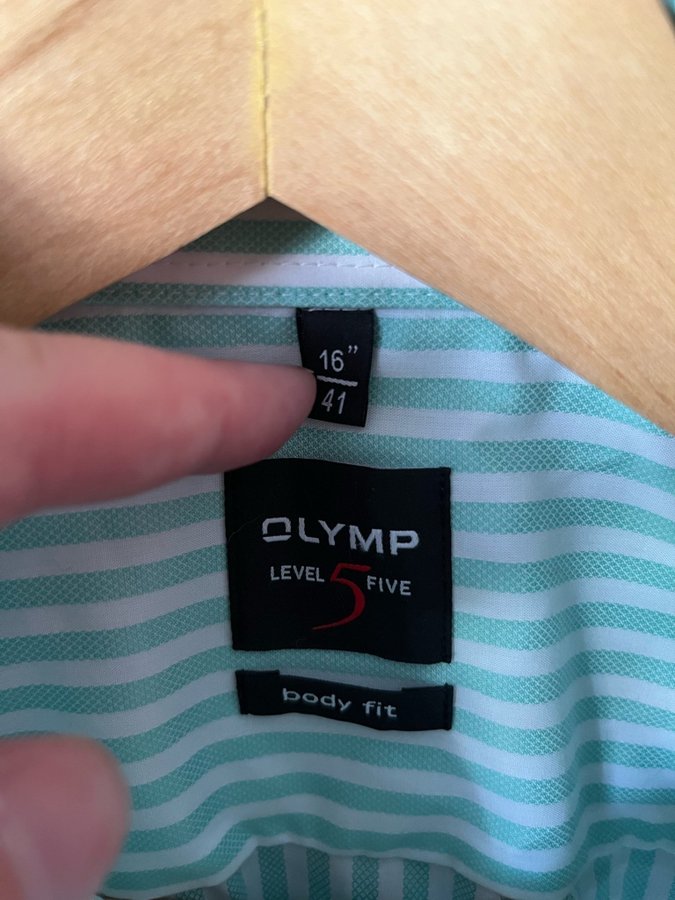 16"
41
OLYMP
LEVEL 5 FIVE
body fit